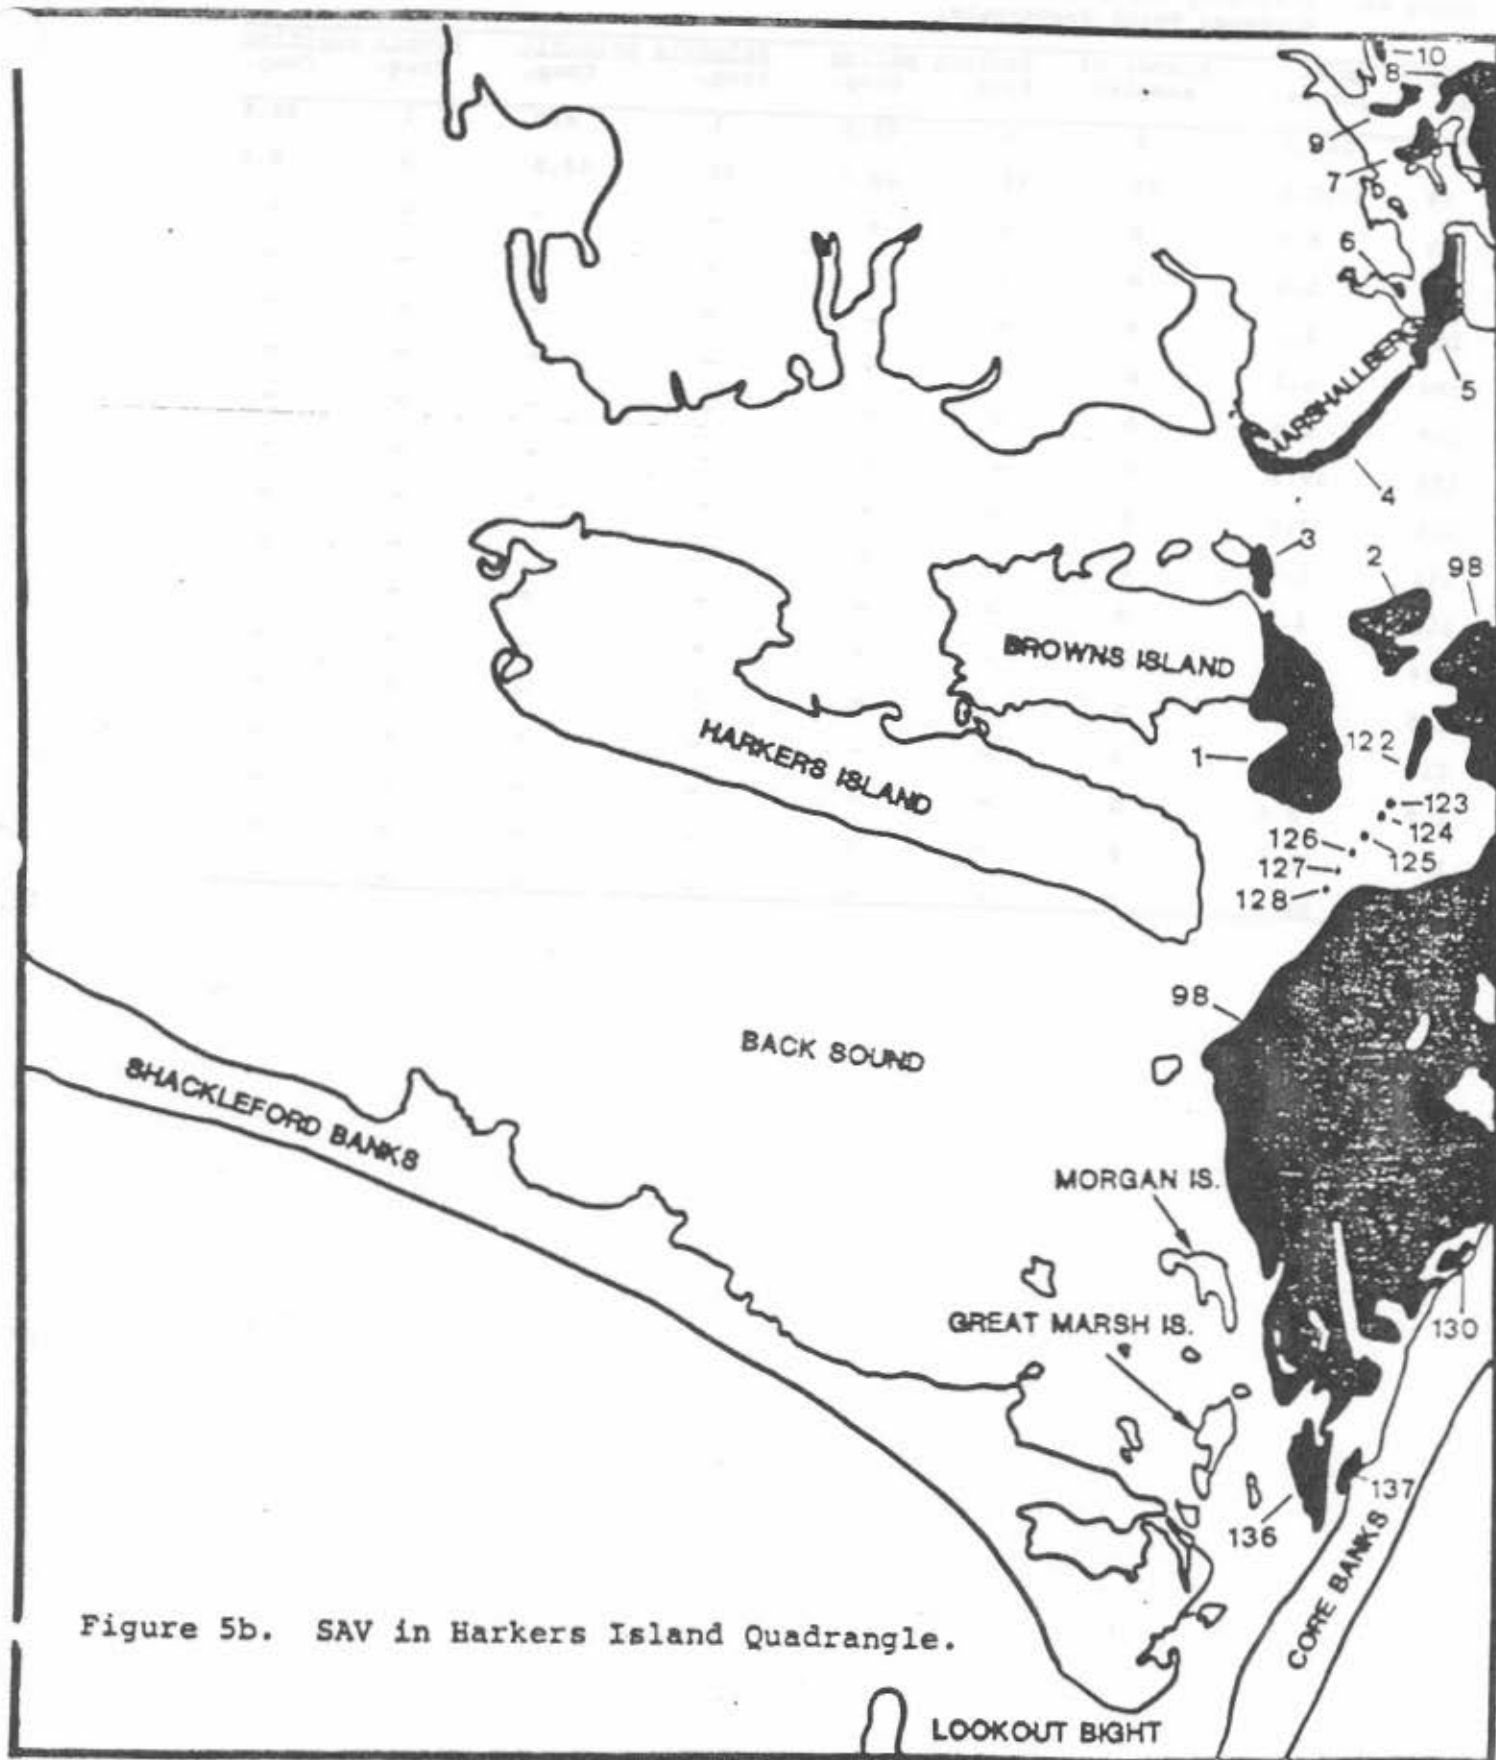 10
8
9
7
6
MARSHALLBERG
5
4
3
2
98
BROWNS ISLAND
1
122
HARKERS ISLAND
123
124
126
125
127
128
98
BACK SOUND
SHACKLEFORD BANKS
MORGAN IS.
GREAT MARSH IS.
130
137
136
CORE BANKS
Figure 5b. SAV in Harkers Island Quadrangle.
LOOKOUT BIGHT